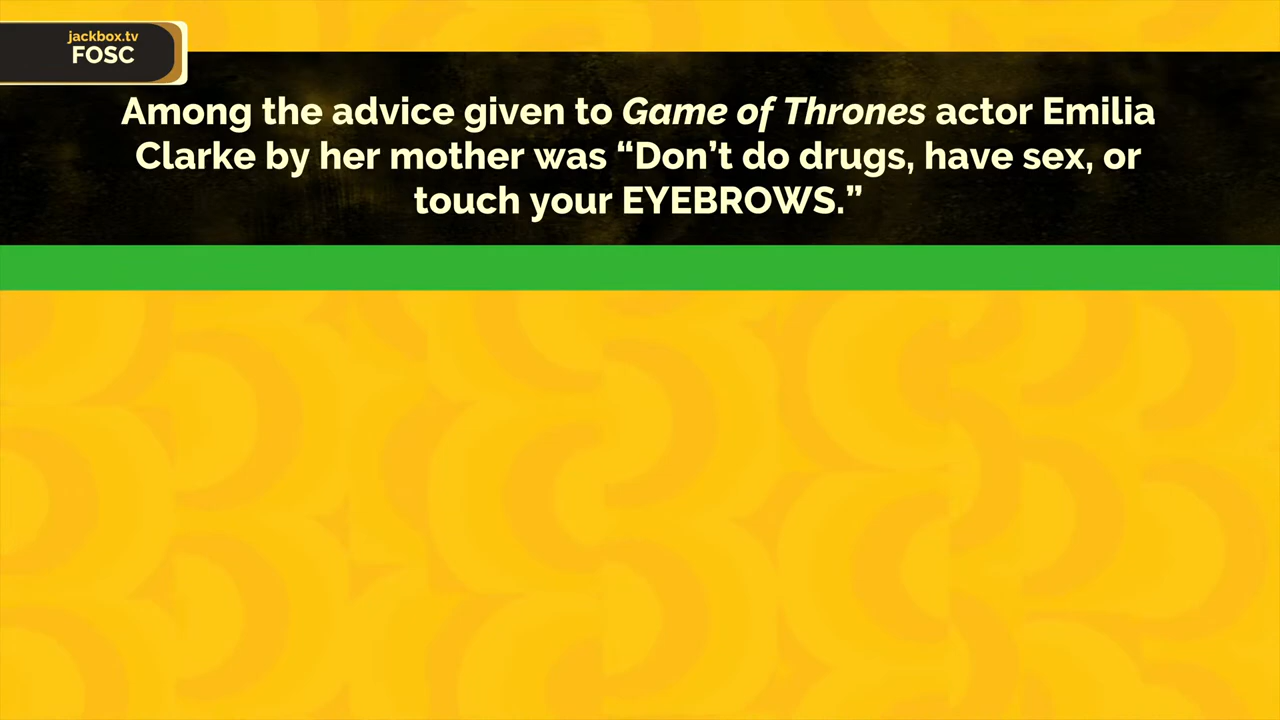 jackbox.tv
FOSC
Among the advice given to Game of Thrones actor Emilia
Clarke by her mother was “Don’t do drugs, have sex, or
touch your EYEBROWS.”